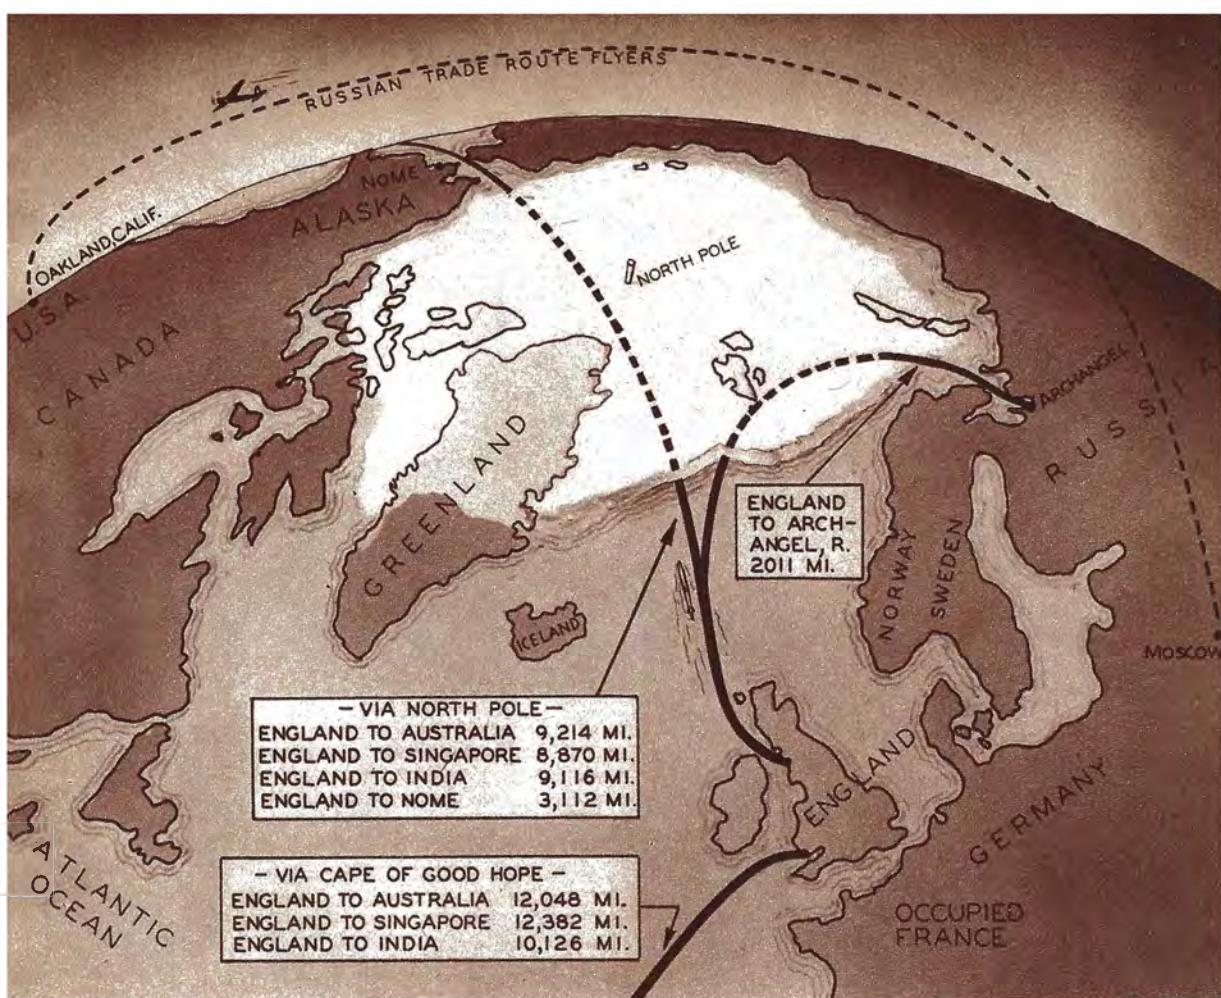 RUSSIAN TRADE ROUTE FLYERS
NOME
ALASKA
OAKLAND, CALIF.
U.S.A.
CANADA
NORTH POLE
ARCHANGEL
RUSSIA
GREENLAND
ENGLAND
TO ARCH-
ANGEL, R.
2011 MI.
NORWAY
SWEDEN
ICELAND
MOSCOW
- VIA NORTH POLE -
ENGLAND TO AUSTRALIA 9,214 MI.
ENGLAND TO SINGAPORE 8,870 MI.
ENGLAND TO INDIA 9,116 MI.
ENGLAND TO NOME 3,112 MI.
ENGLAND
GERMANY
ATLANTIC
OCEAN
- VIA CAPE OF GOOD HOPE -
ENGLAND TO AUSTRALIA 12,048 MI.
ENGLAND TO SINGAPORE 12,382 MI.
ENGLAND TO INDIA 10,126 MI.
OCCUPIED
FRANCE